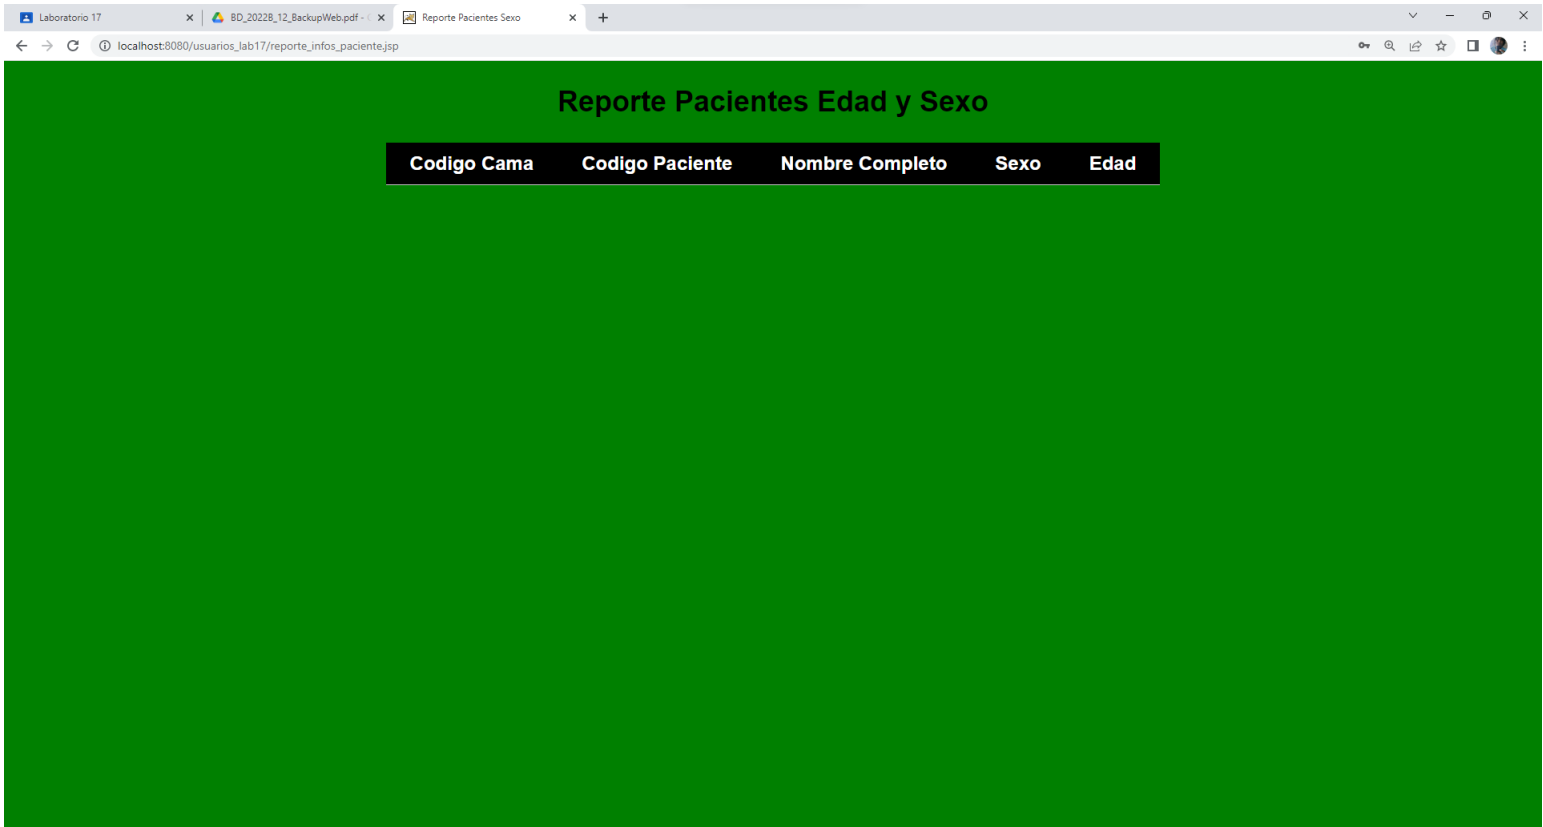 Laboratorio 17
BD_2022B_12_BackupWeb.pdf -
Reporte Pacientes Sexo
localhost:8080/usuarios_lab17/reporte_infos_paciente.jsp
Reporte Pacientes Edad y Sexo
Codigo Cama Codigo Paciente Nombre Completo Sexo Edad